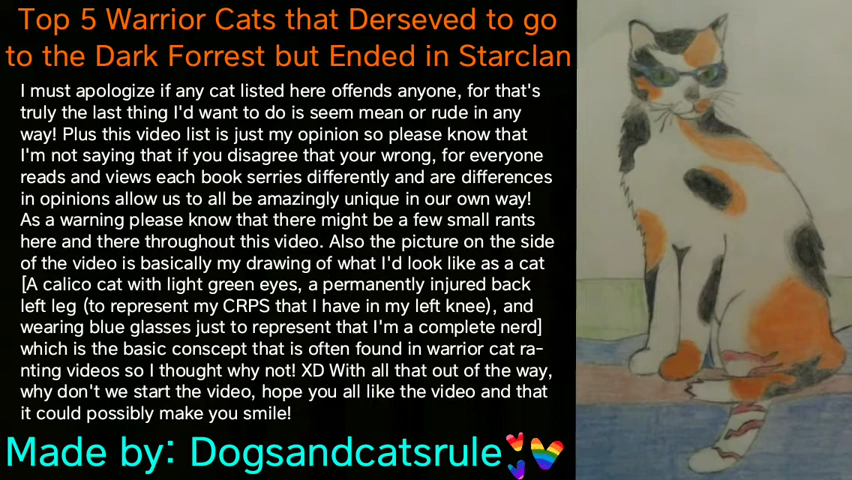 Top 5 Warrior Cats that Derseved to go
to the Dark Forrest but Ended in Starclan
I must apologize if any cat listed here offends anyone, for that's
truly the last thing I'd want to do is seem mean or rude in any
way! Plus this video list is just my opinion so please know that
I'm not saying that if you disagree that your wrong, for everyone
reads and views each book serries differently and are differences
in opinions allow us to all be amazingly unique in our own way!
As a warning please know that there might be a few small rants
here and there throughout this video. Also the picture on the side
of the video is basically my drawing of what I'd look like as a cat
[A calico cat with light green eyes, a permanently injured back
left leg (to represent my CRPS that I have in my left knee), and
wearing blue glasses just to represent that I'm a complete nerd]
which is the basic conscept that is often found in warrior cat ra-
nting videos so I thought why not! XD With all that out of the way,
why don't we start the video, hope you all like the video and that
it could possibly make you smile!
Made by: Dogsandcatsrule